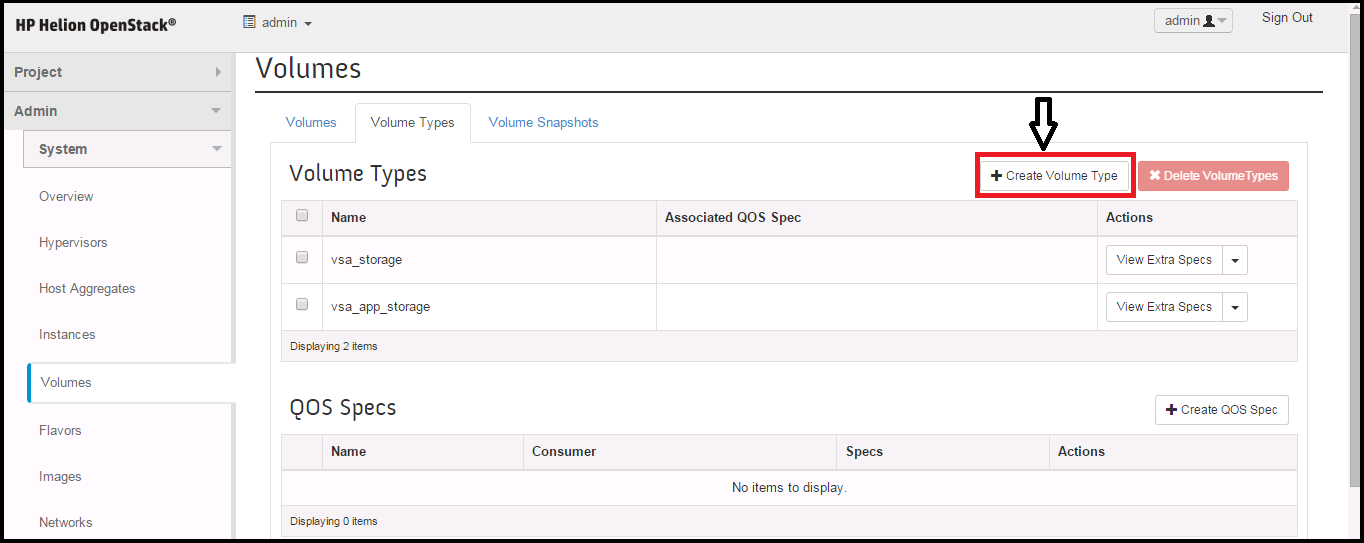 HP Helion OpenStack®
admin
admin
Sign Out
Project
Admin
System
Overview
Hypervisors
Host Aggregates
Instances
Volumes
Flavors
Images
Networks
Volumes
Volumes
Volume Types
Volume Snapshots
Volume Types
Create Volume Type
Delete VolumeTypes
Name
Associated QOS Spec
Actions
vsa_storage
View Extra Specs
vsa_app_storage
View Extra Specs
Displaying 2 items
QOS Specs
Create QOS Spec
Name
Consumer
Specs
Actions
No items to display.
Displaying 0 items